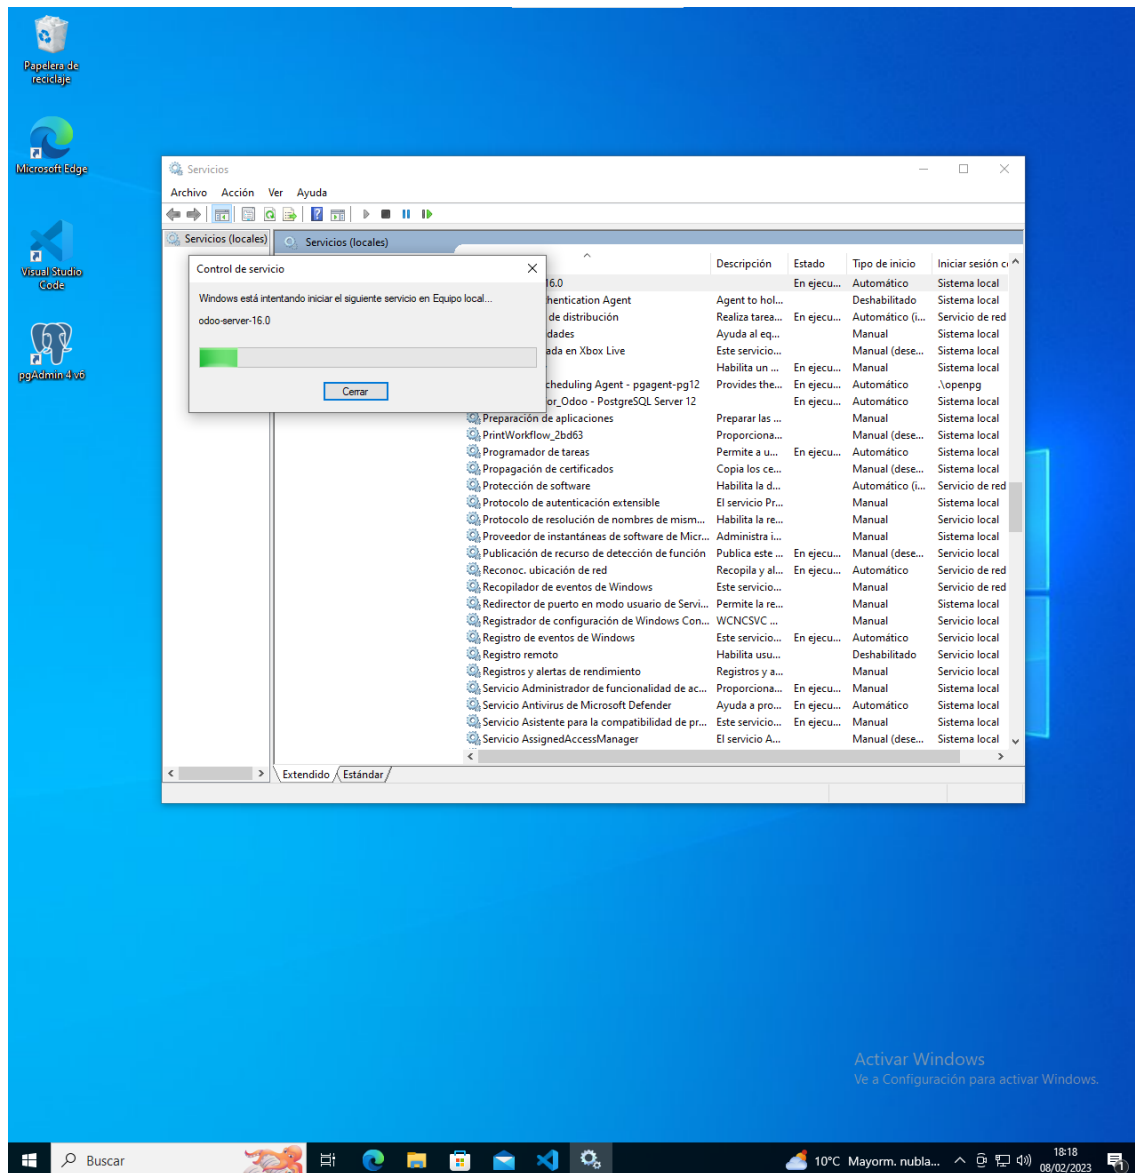 Papelera de
reciclaje
Microsoft Edge
Visual Studio
Code
pgAdmin 4 v6
Servicios
Archivo Acción Ver Ayuda
Servicios (locales)
Servicios (locales)
Control de servicio
Windows está intentando iniciar el siguiente servicio en Equipo local...
odoo-server-16.0
Cerrar
Descripción Estado Tipo de inicio Iniciar sesión c
16.0 En ejecu... Automático Sistema local
hentication Agent Agent to hol... Deshabilitado Sistema local
de distribución Realiza tarea... En ejecu... Automático (i... Servicio de red
dades Ayuda al eq... Manual Sistema local
ada en Xbox Live Este servicio... Manual (dese... Sistema local
Habilita un ... En ejecu... Manual Sistema local
cheduling Agent - pgagent-pg12 Provides the... En ejecu... Automático .\openpg
or_Odoo - PostgreSQL Server 12 En ejecu... Automático Sistema local
Preparación de aplicaciones Preparar las ... Manual Sistema local
PrintWorkflow_2bd63 Proporciona... Manual (dese... Sistema local
Programador de tareas Permite a u... En ejecu... Automático Sistema local
Propagación de certificados Copia los ce... Manual (dese... Sistema local
Protección de software Habilita la d... Automático (i... Servicio de red
Protocolo de autenticación extensible El servicio Pr... Manual Sistema local
Protocolo de resolución de nombres de mism... Habilita la re... Manual Servicio local
Proveedor de instantáneas de software de Micr... Administra i... Manual Sistema local
Publicación de recurso de detección de función Publica este ... En ejecu... Manual (dese... Servicio local
Reconoc. ubicación de red Recopila y al... En ejecu... Automático Servicio de red
Recopilador de eventos de Windows Este servicio... Manual Servicio de red
Redirector de puerto en modo usuario de Servi... Permite la re... Manual Sistema local
Registrador de configuración de Windows Con... WCNCSVC ... Manual Servicio local
Registro de eventos de Windows Este servicio... En ejecu... Automático Servicio local
Registro remoto Habilita usu... Deshabilitado Servicio local
Registros y alertas de rendimiento Registros y a... Manual Servicio local
Servicio Administrador de funcionalidad de ac... Proporciona... En ejecu... Manual Sistema local
Servicio Antivirus de Microsoft Defender Ayuda a pro... En ejecu... Automático Sistema local
Servicio Asistente para la compatibilidad de pr... Este servicio... En ejecu... Manual Sistema local
Servicio AssignedAccessManager El servicio A... Manual (dese... Sistema local
Extendido Estándar
Activar Windows
Ve a Configuración para activar Windows.
Buscar
10°C Mayorm. nubla...
18:18
08/02/2023